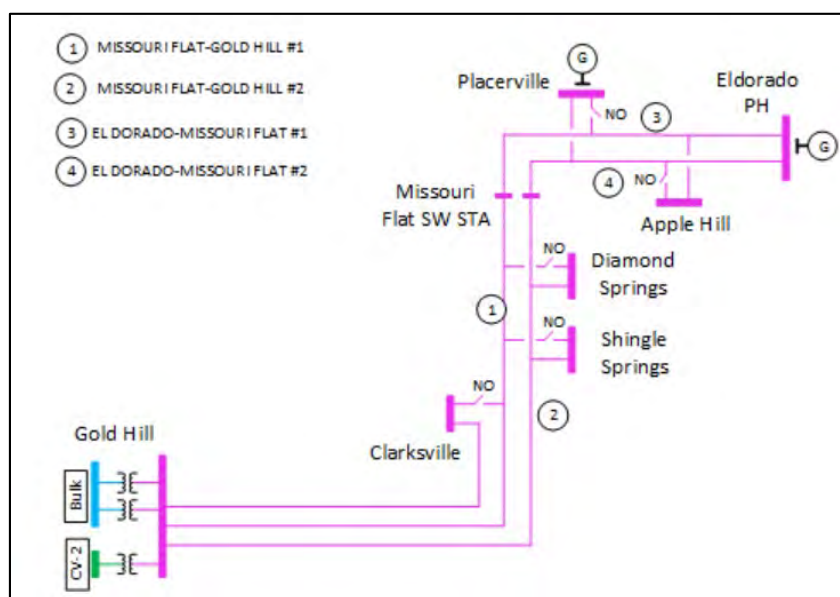 1 MISSOURI FLAT-GOLD HILL #1
2 MISSOURI FLAT-GOLD HILL #2
3 EL DORADO-MISSOURI FLAT #1
4 EL DORADO-MISSOURI FLAT #2
G
Placerville
NO
3
Eldorado
PH
G
4
NO
Apple Hill
Missouri
Flat SW STA
NO
Diamond
Springs
1
NO
Shingle
Springs
NO
2
Clarksville
Gold Hill
Bulk
CV-2